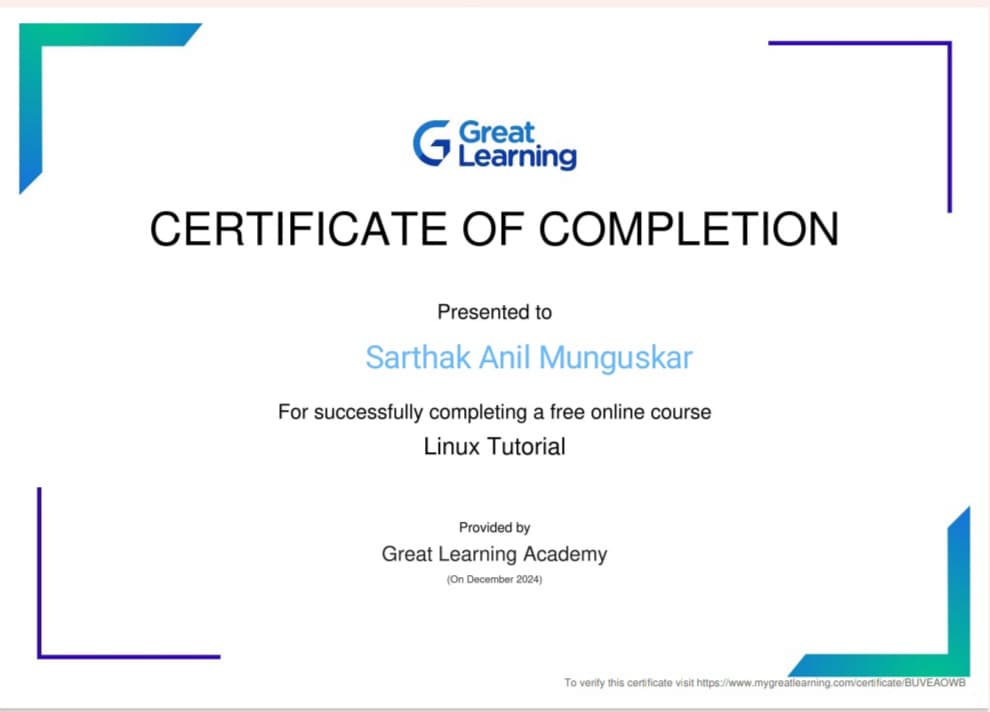 Great
Learning
CERTIFICATE OF COMPLETION
Presented to
Sarthak Anil Munguskar
For successfully completing a free online course
Linux Tutorial
Provided by
Great Learning Academy
(On December 2024)
To verify this certificate visit https://www.mygreatlearning.com/certificate/BUVEAOWB